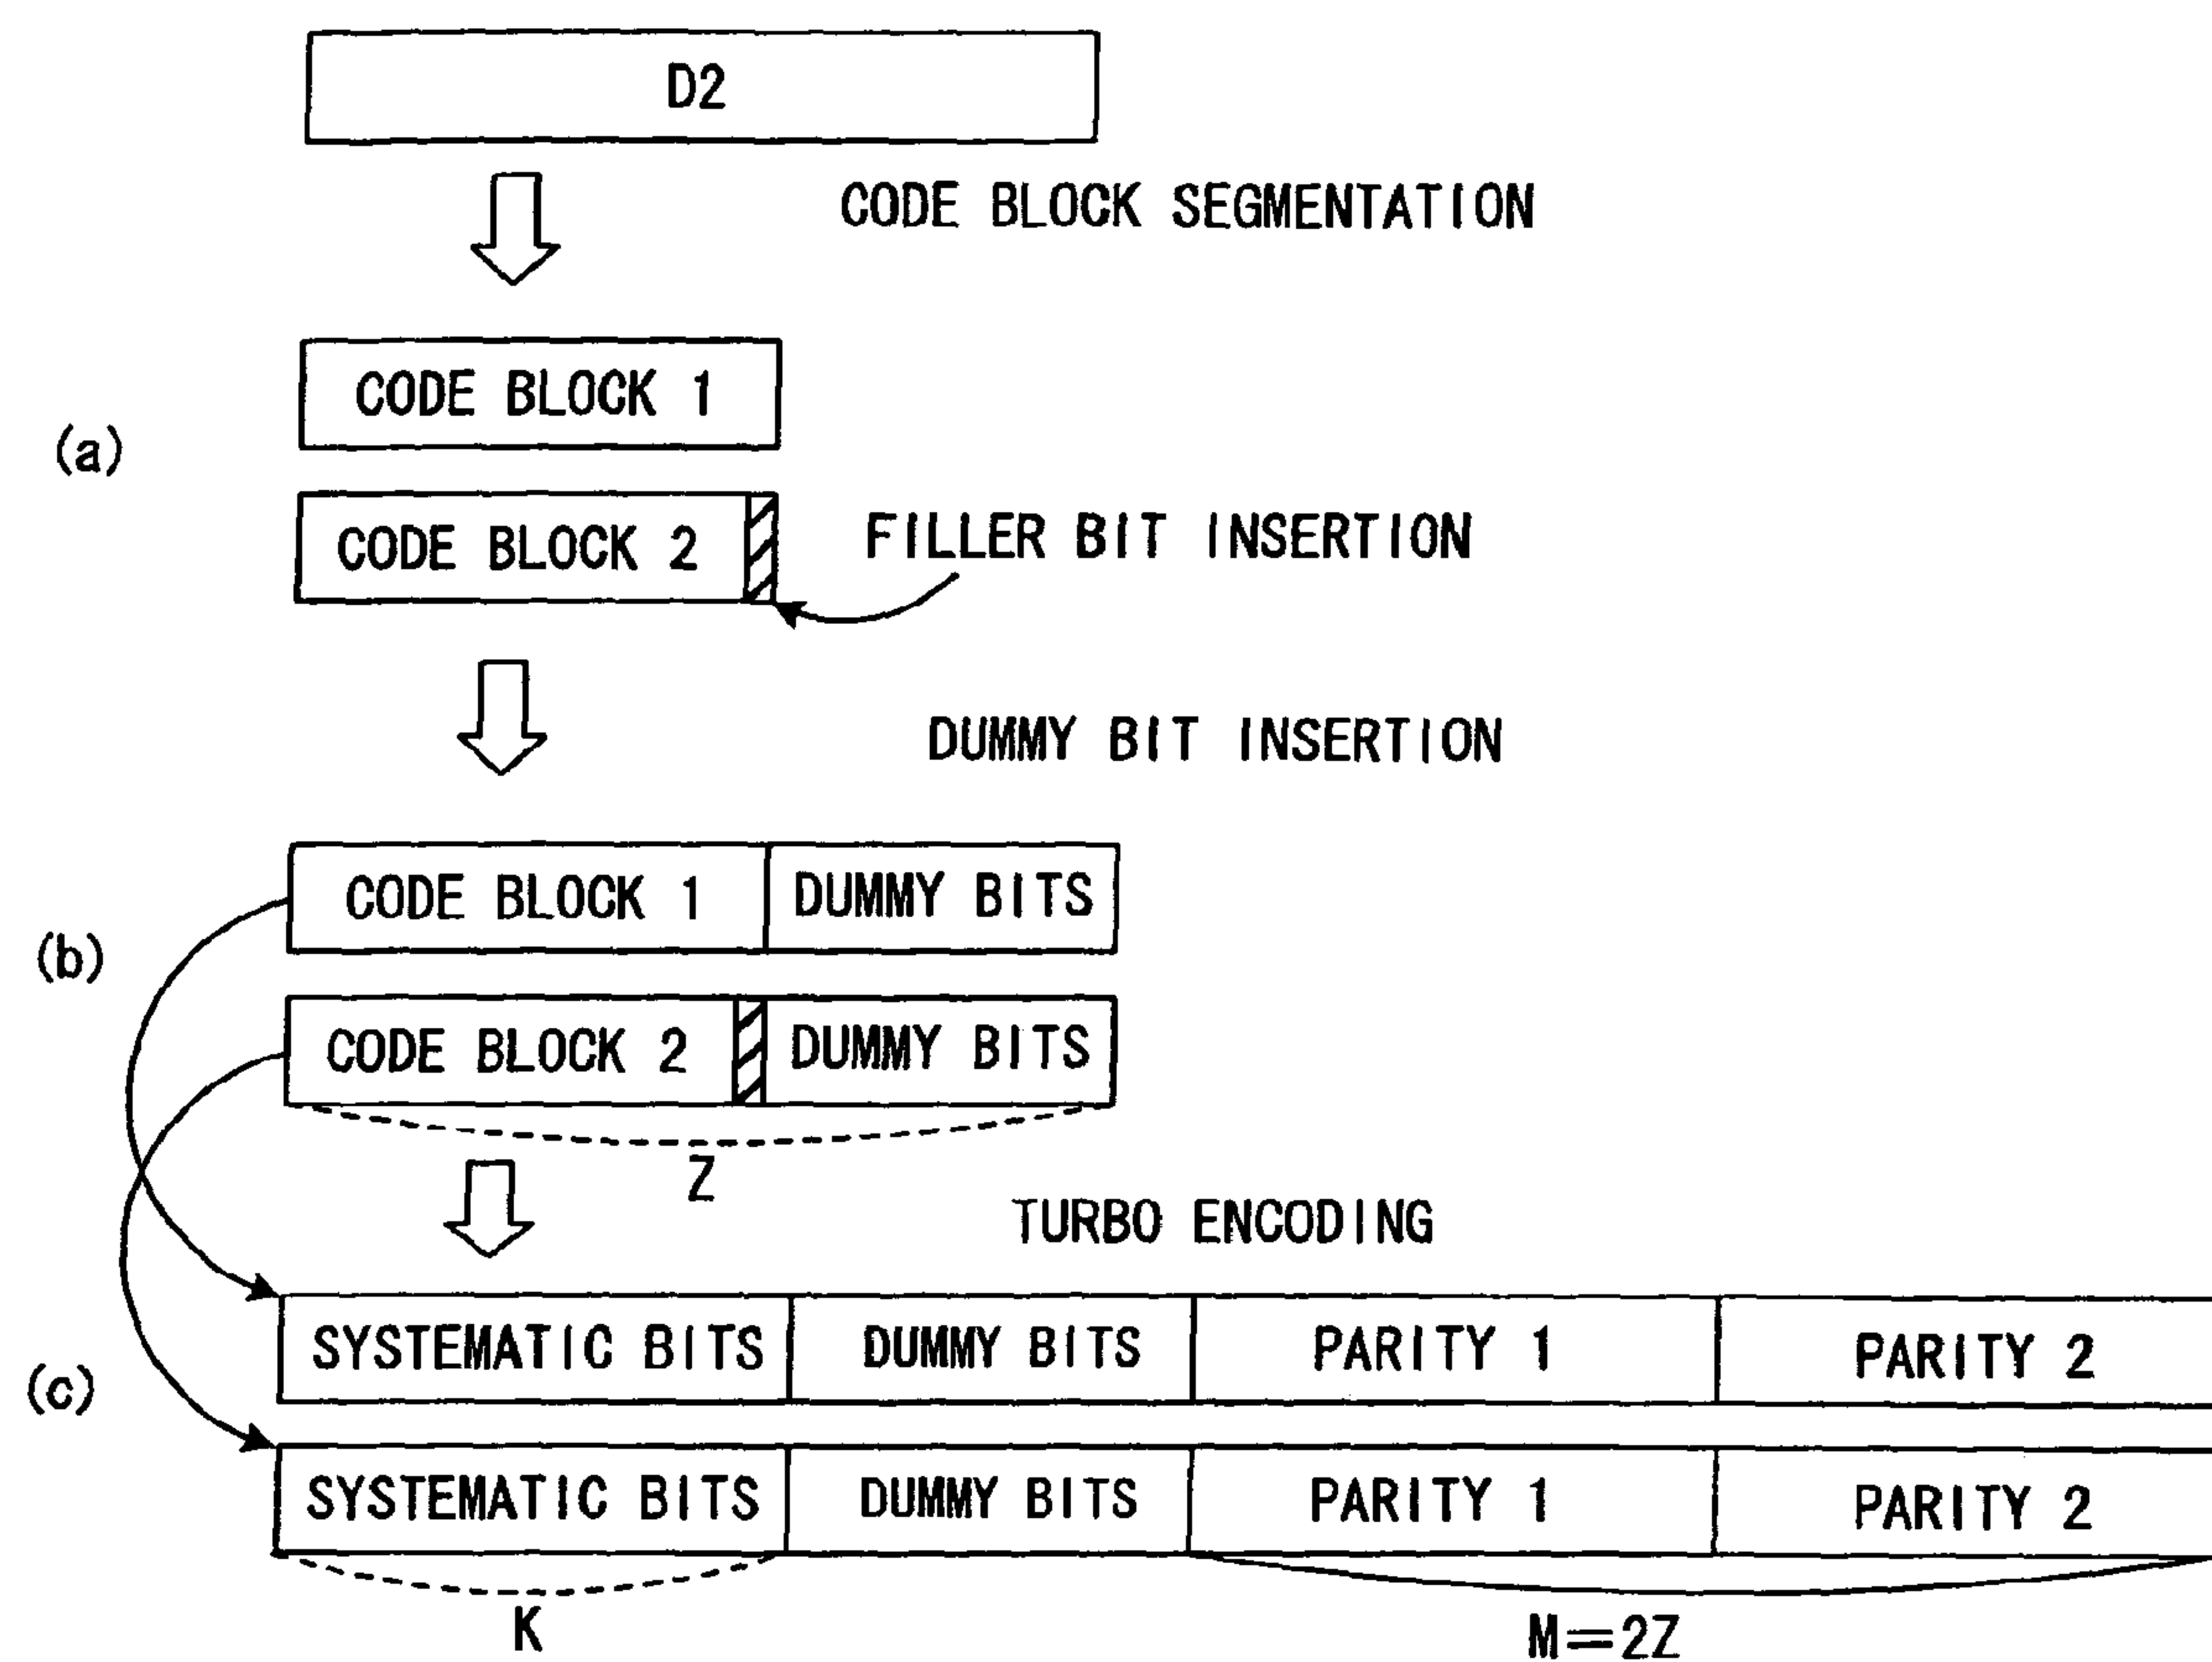 D2
CODE BLOCK SEGMENTATION
CODE BLOCK 1
(a)
CODE BLOCK 2
FILLER BIT INSERTION
DUMMY BIT INSERTION
CODE BLOCK 1 DUMMY BITS
(b)
CODE BLOCK 2 DUMMY BITS
Z
TURBO ENCODING
SYSTEMATIC BITS DUMMY BITS PARITY 1 PARITY 2
(c)
SYSTEMATIC BITS DUMMY BITS PARITY 1 PARITY 2
K
M=2Z